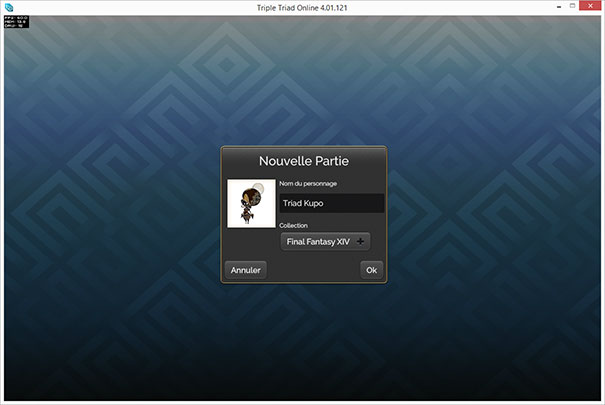 Triple Triad Online 4.01.121
Nouvelle Partie
Nom du personnage
Triad Kupo
Collection
Final Fantasy XIV
Annuler
Ok